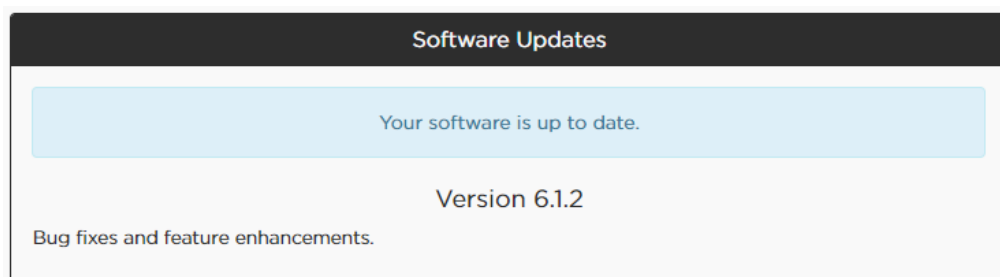 Software Updates
Your software is up to date.
Version 6.1.2
Bug fixes and feature enhancements.